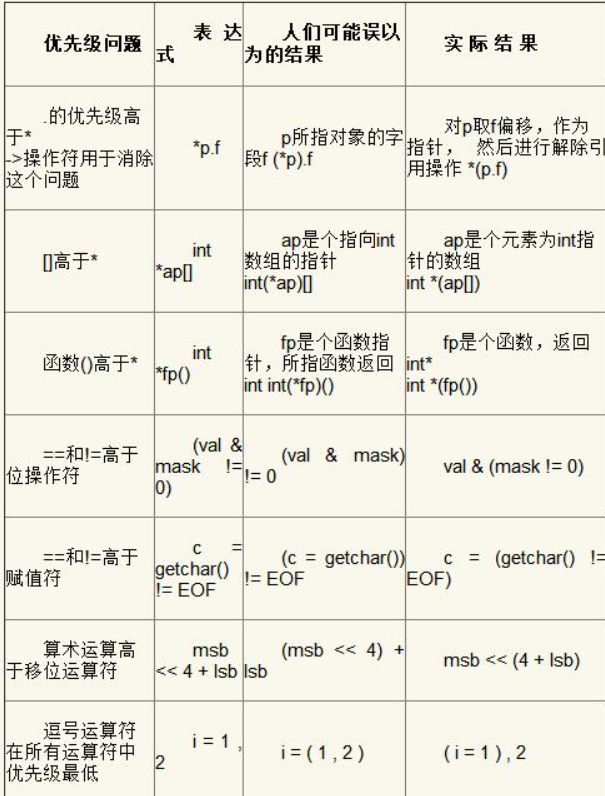 优先级问题
表 达
式
人们可能误以
为的结果
实 际 结 果
.的优先级高
于*
->操作符用于消除
这个问题
*p.f
p所指对象的字
段f (*p).f
对p取f偏移，作为
指针， 然后进行解除引
用操作 *(p.f)
[]高于*
int
*ap[]
ap是个指向int
数组的指针
int(*ap)[]
ap是个元素为int指
针的数组
int *(ap[])
函数()高于*
int
*fp()
fp是个函数指
针，所指函数返回
int int(*fp)()
fp是个函数，返回
int*
int *(fp())
==和!=高于
位操作符
(val &
mask !=
0)
(val & mask)
!= 0
val & (mask != 0)
==和!=高于
赋值符
c =
getchar()
!= EOF
(c = getchar())
!= EOF
c = (getchar() !=
EOF)
算术运算高
于移位运算符
msb
<< 4 + lsb
(msb << 4) +
lsb
msb << (4 + lsb)
逗号运算符
在所有运算符中
优先级最低
i = 1 ,
2
i = ( 1 , 2 )
( i = 1 ) , 2